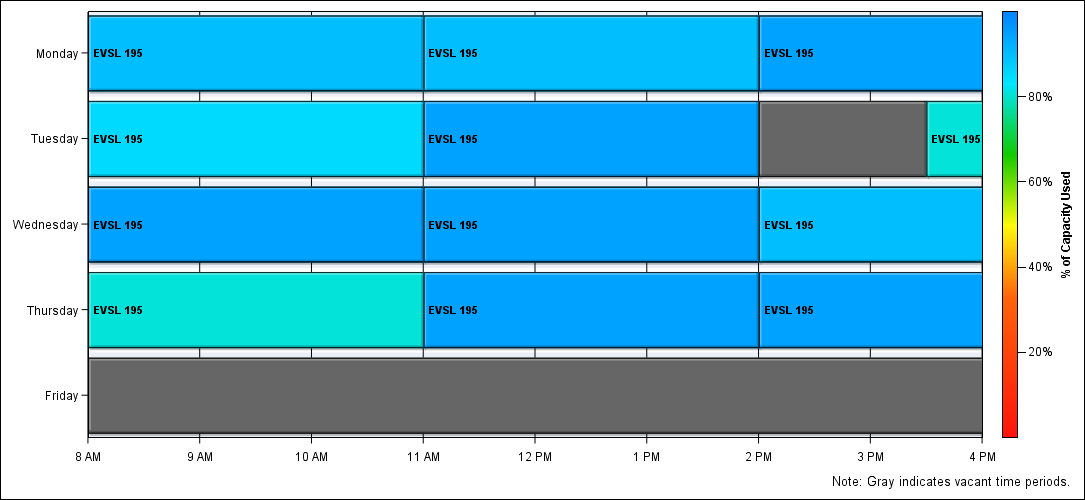 Monday
EVSL 195
EVSL 195
EVSL 195
Tuesday
EVSL 195
EVSL 195
EVSL 195
Wednesday
EVSL 195
EVSL 195
EVSL 195
Thursday
EVSL 195
EVSL 195
EVSL 195
Friday
8 AM
9 AM
10 AM
11 AM
12 PM
1 PM
2 PM
3 PM
4 PM
80%
60%
40%
20%
% of Capacity Used
Note: Gray indicates vacant time periods.